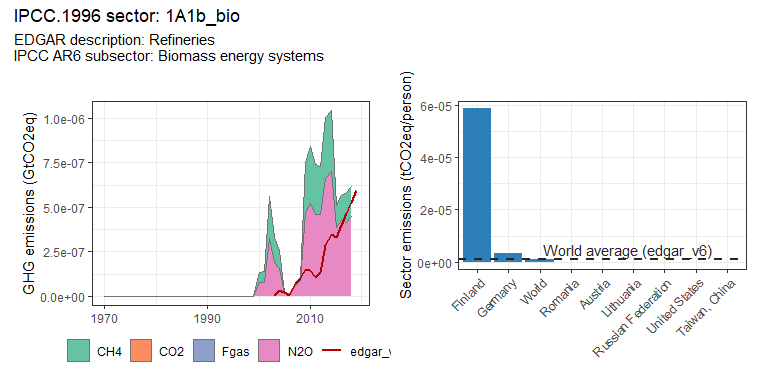 IPCC.1996 sector: 1A1b_bio
EDGAR description: Refineries
IPCC AR6 subsector: Biomass energy systems
GHG emissions (GtCO2eq)
1.0e-06
7.5e-07
5.0e-07
2.5e-07
0.0e+00
1970
1990
2010
CH4
CO2
Fgas
N2O
edgar_v
Sector emissions (tCO2eq/person)
6e-05
4e-05
2e-05
0e+00
World average (edgar_v6)
Finland
Germany
World
Romania
Austria
Lithuania
Russian Federation
United States
Taiwan, China